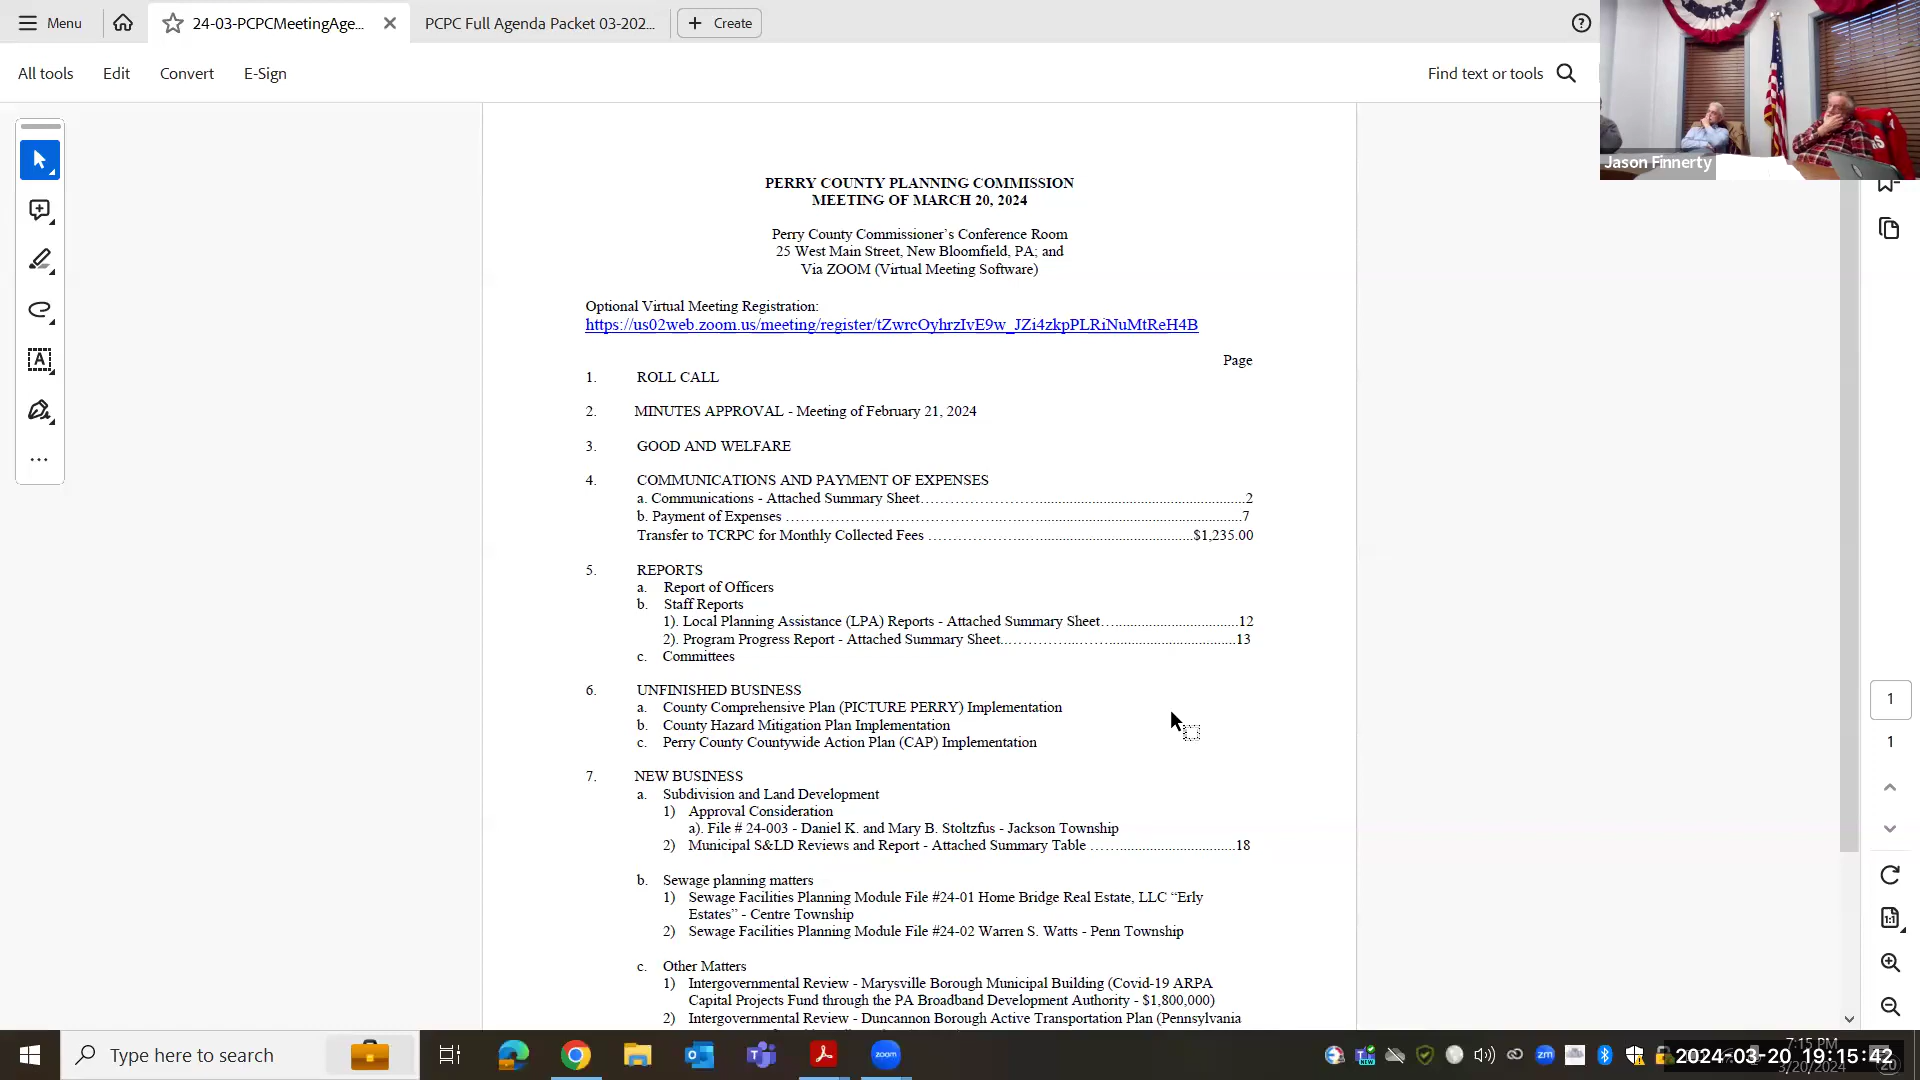 Menu
24-03-PCPCMeetingAge...
PCPC Full Agenda Packet 03-202...
Create
All tools
Edit
Convert
E-Sign
Find text or tools
Jason Finnerty
PERRY COUNTY PLANNING COMMISSION
MEETING OF MARCH 20, 2024
Perry County Commissioner’s Conference Room
25 West Main Street, New Bloomfield, PA; and
Via ZOOM (Virtual Meeting Software)
Optional Virtual Meeting Registration:
https://us02web.zoom.us/meeting/register/tZwrcOyhrzIvE9w_JZi4zkpPLRiNuMtReH4B
Page
1. ROLL CALL
2. MINUTES APPROVAL - Meeting of February 21, 2024
3. GOOD AND WELFARE
4. COMMUNICATIONS AND PAYMENT OF EXPENSES
a. Communications - Attached Summary Sheet........................2
b. Payment of Expenses ........................7
Transfer to TCRPC for Monthly Collected Fees ........................$1,235.00
5. REPORTS
a. Report of Officers
b. Staff Reports
1). Local Planning Assistance (LPA) Reports - Attached Summary Sheet........................12
2). Program Progress Report - Attached Summary Sheet........................13
c. Committees
6. UNFINISHED BUSINESS
a. County Comprehensive Plan (PICTURE PERRY) Implementation
b. County Hazard Mitigation Plan Implementation
c. Perry County Countywide Action Plan (CAP) Implementation
7. NEW BUSINESS
a. Subdivision and Land Development
1) Approval Consideration
a). File # 24-003 - Daniel K. and Mary B. Stoltzfus - Jackson Township
2) Municipal S&LD Reviews and Report - Attached Summary Table ........................18
b. Sewage planning matters
1) Sewage Facilities Planning Module File #24-01 Home Bridge Real Estate, LLC “Erly
Estates” - Centre Township
2) Sewage Facilities Planning Module File #24-02 Warren S. Watts - Penn Township
c. Other Matters
1) Intergovernmental Review - Marysville Borough Municipal Building (Covid-19 ARPA
Capital Projects Fund through the PA Broadband Development Authority - $1,800,000)
2) Intergovernmental Review - Duncannon Borough Active Transportation Plan (Pennsylvania
1
1
Type here to search
zoom
zm
7:15 PM
2024-03-20 19:15:42
3/20/2024